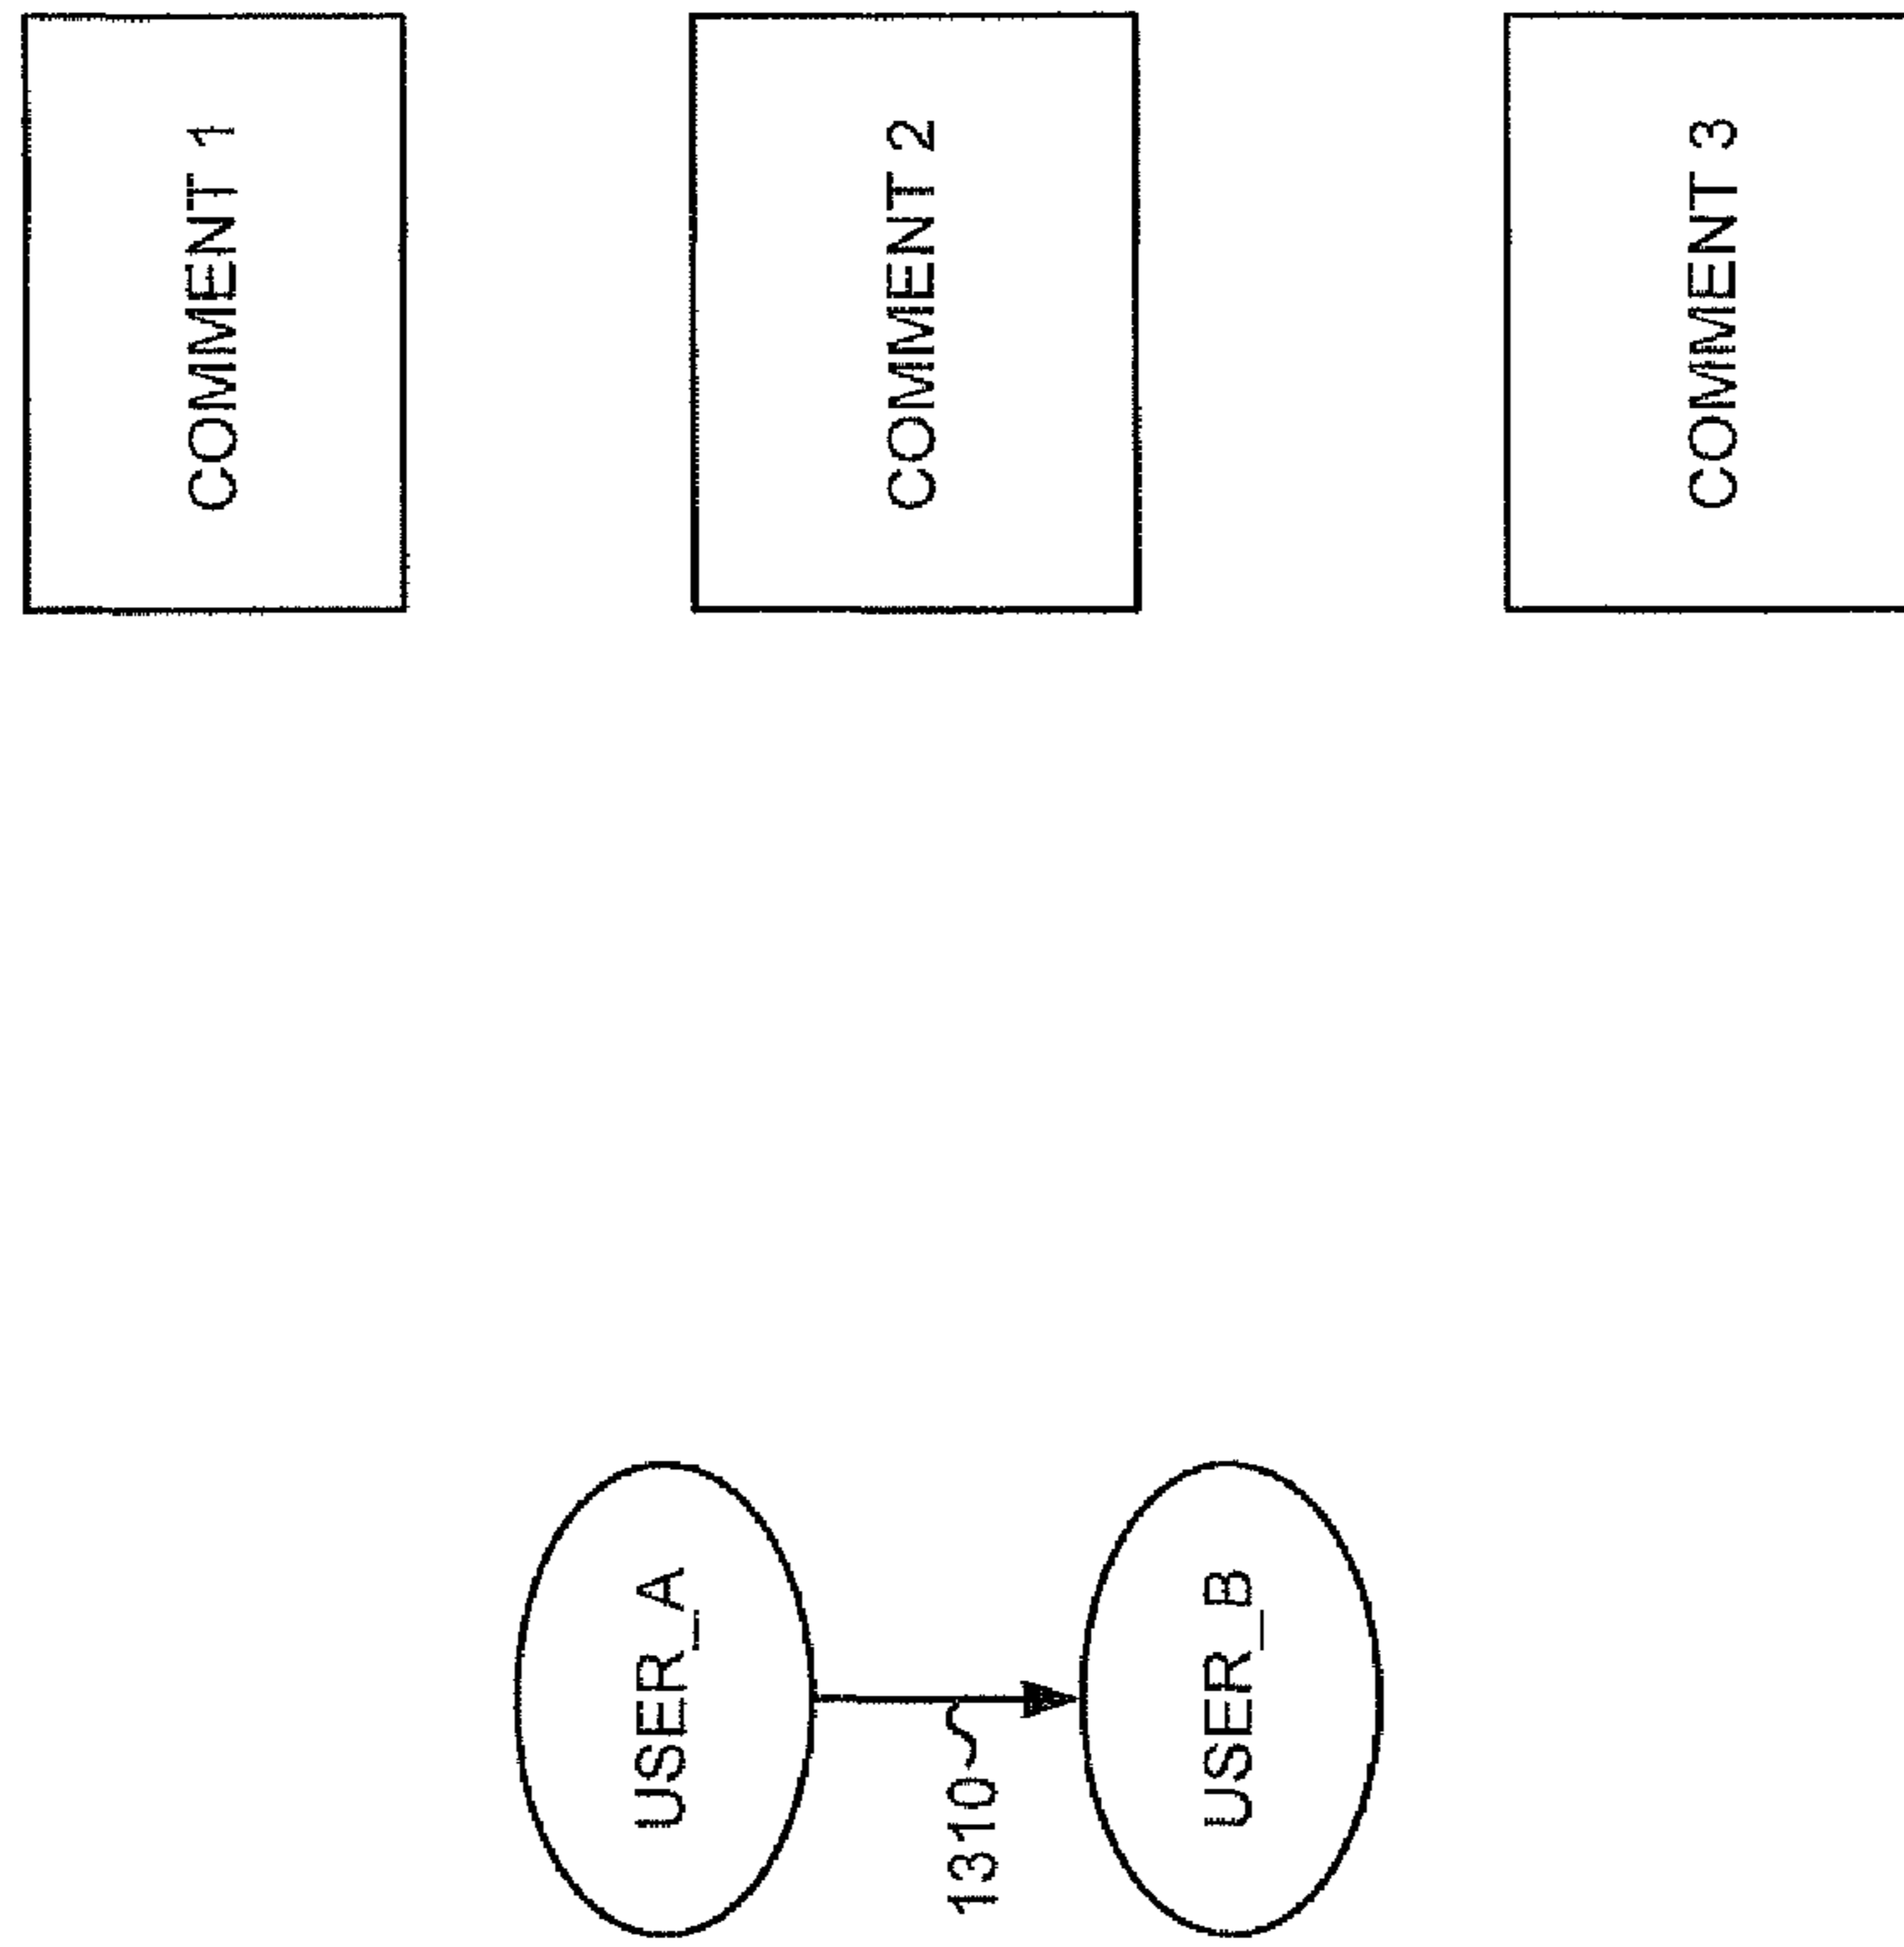 COMMENT 1
COMMENT 2
COMMENT 3
USER_A
1310
USER_B